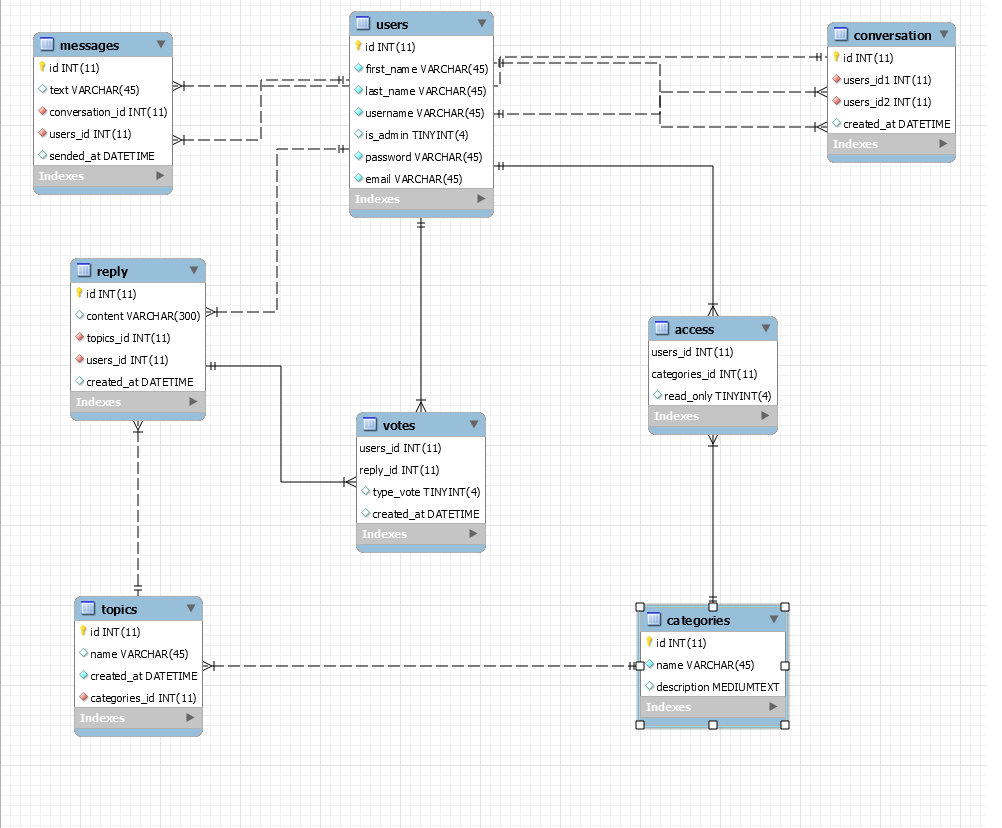 messages
id INT(11)
text VARCHAR(45)
conversation_id INT(11)
users_id INT(11)
sended_at DATETIME
Indexes
users
id INT(11)
first_name VARCHAR(45)
last_name VARCHAR(45)
username VARCHAR(45)
is_admin TINYINT(4)
password VARCHAR(45)
email VARCHAR(45)
Indexes
conversation
id INT(11)
users_id1 INT(11)
users_id2 INT(11)
created_at DATETIME
Indexes
reply
id INT(11)
content VARCHAR(300)
topics_id INT(11)
users_id INT(11)
created_at DATETIME
Indexes
access
users_id INT(11)
categories_id INT(11)
read_only TINYINT(4)
Indexes
votes
users_id INT(11)
reply_id INT(11)
type_vote TINYINT(4)
created_at DATETIME
Indexes
topics
id INT(11)
name VARCHAR(45)
created_at DATETIME
categories_id INT(11)
Indexes
categories
id INT(11)
name VARCHAR(45)
description MEDIUMTEXT
Indexes